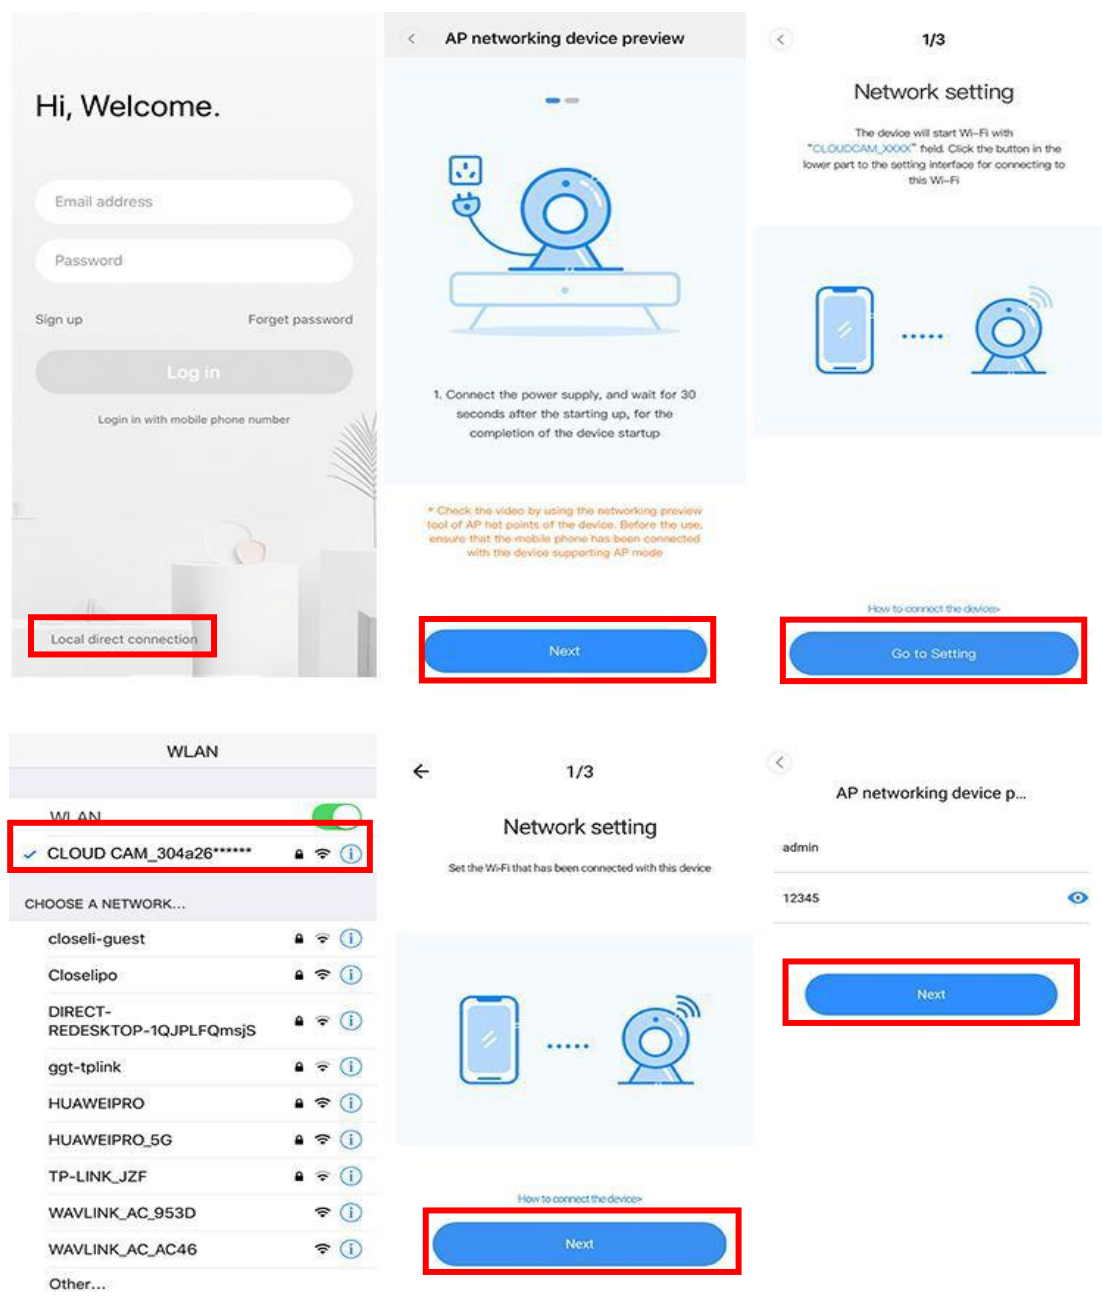 Hi, Welcome.
Email address
Password
Sign up
Forget password
Log in
Login in with mobile phone number
Local direct connection
AP networking device preview
1. Connect the power supply, and wait for 30
seconds after the starting up, for the
completion of the device startup
* Check the video by using the networking preview
tool of AP hot points of the device. Before the use,
ensure that the mobile phone has been connected
with the device supporting AP mode
Next
1/3
Network setting
The device will start Wi-Fi with
"CLOUDCAM_XXXX" field. Click the button in the
lower part to the setting interface for connecting to
this Wi-Fi
How to connect the device>
Go to Setting
WLAN
WLAN
CLOUD CAM_304a26******
CHOOSE A NETWORK...
closeli-guest
Closelipo
DIRECT-
REDESKTOP-1QJPLFQmsjS
ggt-tplink
HUAWEIPRO
HUAWEIPRO_5G
TP-LINK_JZF
WAVLINK_AC_953D
WAVLINK_AC_AC46
Other...
1/3
Network setting
Set the Wi-Fi that has been connected with this device
How to connect the device>
Next
AP networking device p...
admin
12345
Next